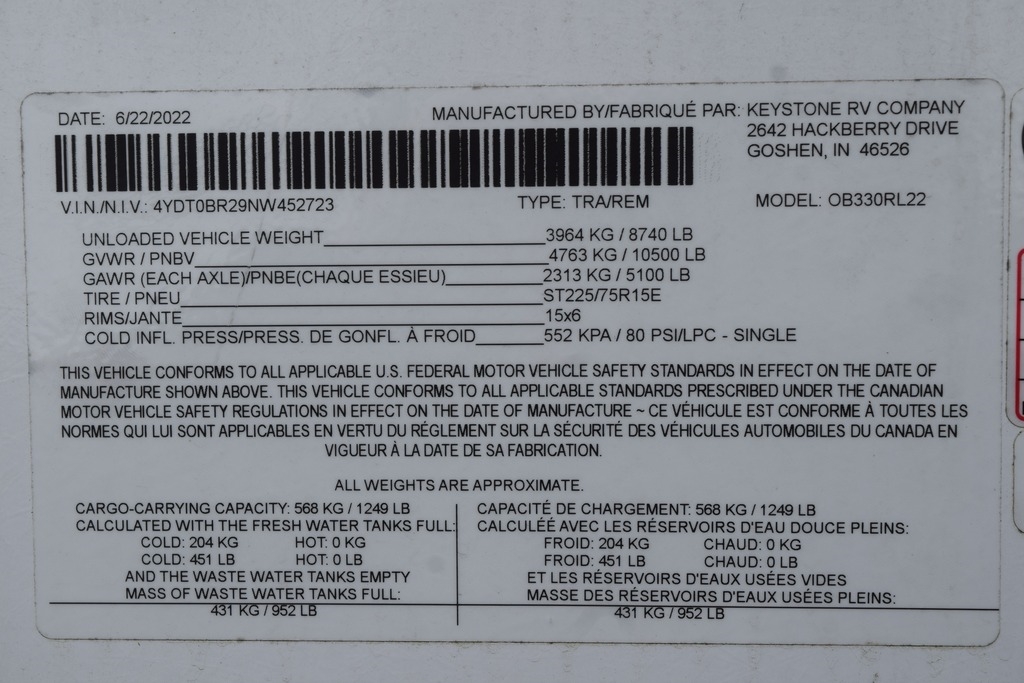 DATE: 6/22/2022
MANUFACTURED BY/FABRIQUÉ PAR: KEYSTONE RV COMPANY
2642 HACKBERRY DRIVE
GOSHEN, IN 46526
V.I.N./N.I.V.: 4YDT0BR29NW452723 TYPE: TRA/REM MODEL: OB330RL22
UNLOADED VEHICLE WEIGHT 3964 KG / 8740 LB
GVWR / PNBV 4763 KG / 10500 LB
GAWR (EACH AXLE)/PNBE(CHAQUE ESSIEU) 2313 KG / 5100 LB
TIRE / PNEU ST225/75R15E
RIMS/JANTE 15x6
COLD INFL. PRESS/PRESS. DE GONFL. À FROID 552 KPA / 80 PSI/LPC - SINGLE
THIS VEHICLE CONFORMS TO ALL APPLICABLE U.S. FEDERAL MOTOR VEHICLE SAFETY STANDARDS IN EFFECT ON THE DATE OF
MANUFACTURE SHOWN ABOVE. THIS VEHICLE CONFORMS TO ALL APPLICABLE STANDARDS PRESCRIBED UNDER THE CANADIAN
MOTOR VEHICLE SAFETY REGULATIONS IN EFFECT ON THE DATE OF MANUFACTURE ~ CE VÉHICULE EST CONFORME À TOUTES LES
NORMES QUI LUI SONT APPLICABLES EN VERTU DU RÉGLEMENT SUR LA SÉCURITÉ DES VÉHICULES AUTOMOBILES DU CANADA EN
VIGUEUR À LA DATE DE SA FABRICATION.
ALL WEIGHTS ARE APPROXIMATE.
CARGO-CARRYING CAPACITY: 568 KG / 1249 LB
CALCULATED WITH THE FRESH WATER TANKS FULL:
COLD: 204 KG HOT: 0 KG
COLD: 451 LB HOT: 0 LB
AND THE WASTE WATER TANKS EMPTY
MASS OF WASTE WATER TANKS FULL:
431 KG / 952 LB
CAPACITÉ DE CHARGEMENT: 568 KG / 1249 LB
CALCULÉE AVEC LES RÉSERVOIRS D'EAU DOUCE PLEINS:
FROID: 204 KG CHAUD: 0 KG
FROID: 451 LB CHAUD: 0 LB
ET LES RÉSERVOIRS D'EAUX USÉES VIDES
MASSE DES RÉSERVOIRS D'EAUX USÉES PLEINS:
431 KG / 952 LB